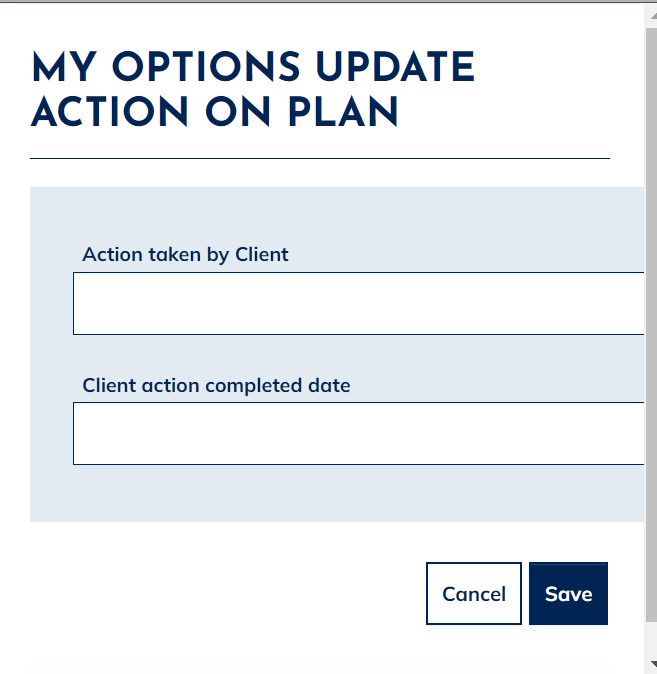 MY OPTIONS UPDATE
ACTION ON PLAN
Action taken by Client
Client action completed date
Cancel
Save